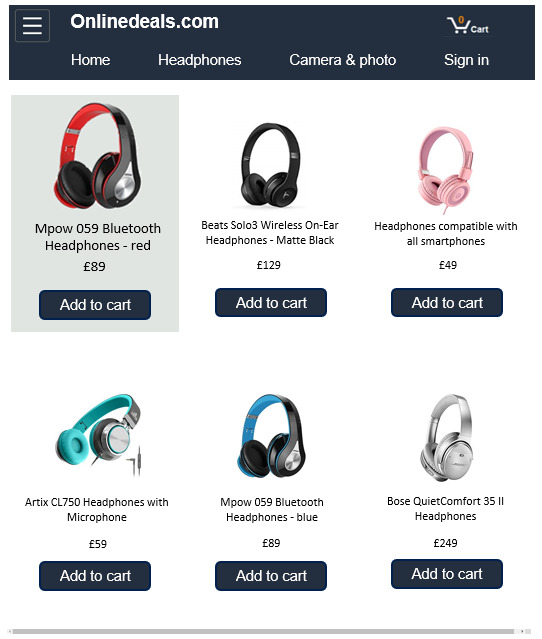 Onlinedeals.com
0
Cart
Home Headphones Camera & photo Sign in
Mpow 059 Bluetooth
Headphones - red
£89
Add to cart
Beats Solo3 Wireless On-Ear
Headphones - Matte Black
£129
Add to cart
Headphones compatible with
all smartphones
£49
Add to cart
Artix CL750 Headphones with
Microphone
£59
Add to cart
Mpow 059 Bluetooth
Headphones - blue
£89
Add to cart
Bose QuietComfort 35 II
Headphones
£249
Add to cart